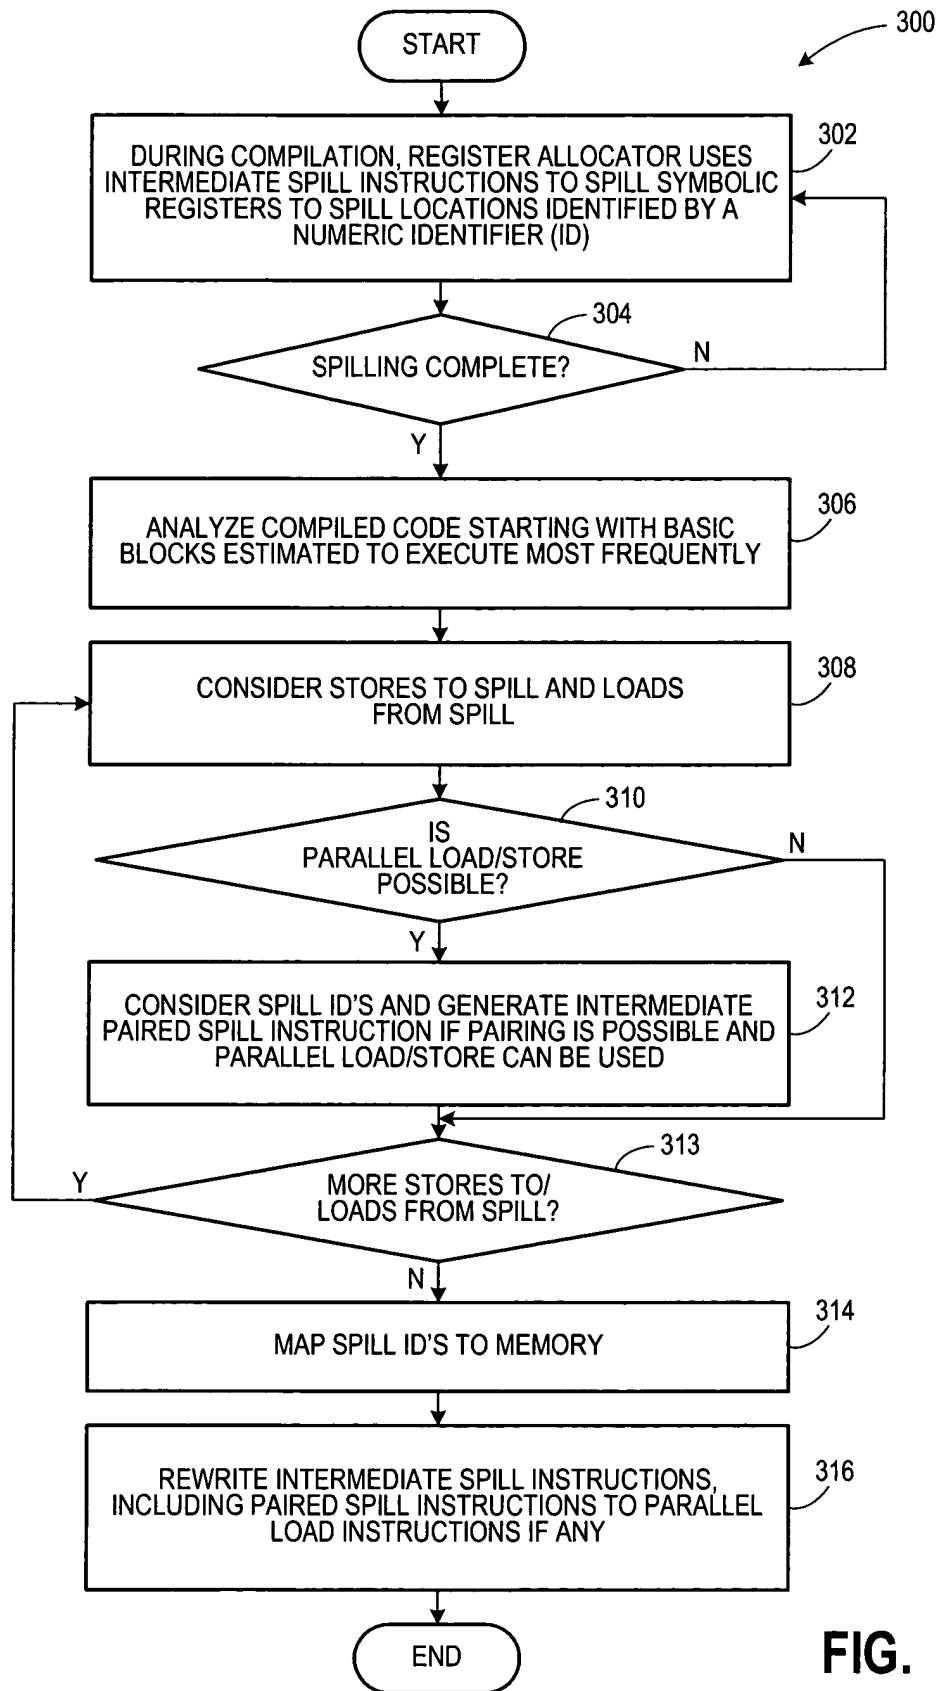 300
START
302
DURING COMPILATION, REGISTER ALLOCATOR USES
INTERMEDIATE SPILL INSTRUCTIONS TO SPILL SYMBOLIC
REGISTERS TO SPILL LOCATIONS IDENTIFIED BY A
NUMERIC IDENTIFIER (ID)
304
SPILLING COMPLETE?
N
Y
306
ANALYZE COMPILED CODE STARTING WITH BASIC
BLOCKS ESTIMATED TO EXECUTE MOST FREQUENTLY
308
CONSIDER STORES TO SPILL AND LOADS
FROM SPILL
310
IS
PARALLEL LOAD/STORE
POSSIBLE?
N
Y
312
CONSIDER SPILL ID'S AND GENERATE INTERMEDIATE
PAIRED SPILL INSTRUCTION IF PAIRING IS POSSIBLE AND
PARALLEL LOAD/STORE CAN BE USED
313
Y
MORE STORES TO/
LOADS FROM SPILL?
N
314
MAP SPILL ID'S TO MEMORY
316
REWRITE INTERMEDIATE SPILL INSTRUCTIONS,
INCLUDING PAIRED SPILL INSTRUCTIONS TO PARALLEL
LOAD INSTRUCTIONS IF ANY
END
FIG.